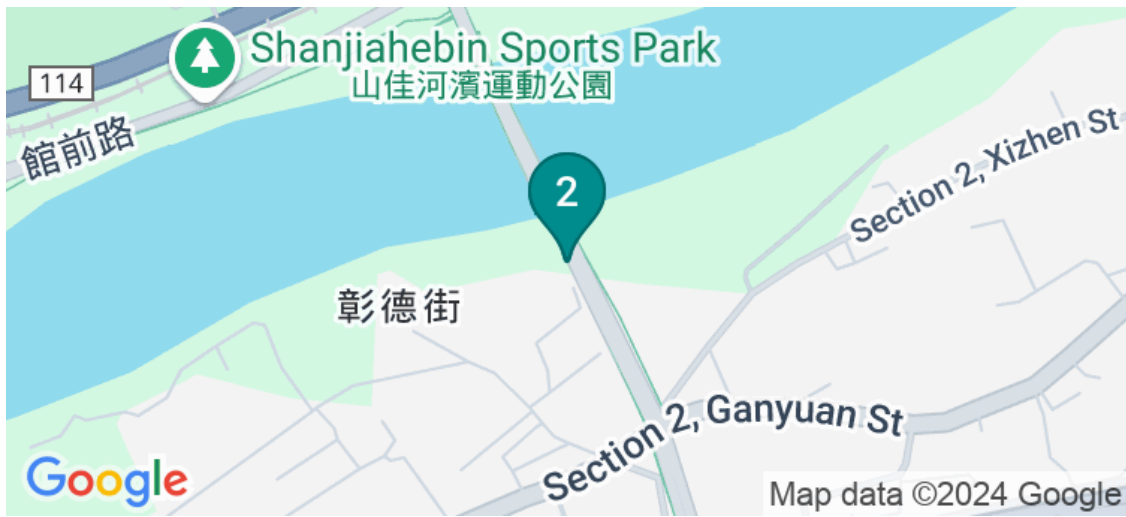 Shanjiahebin Sports Park
山佳河濱運動公園
114
館前路
2
Section 2, Xizhen St
彰德街
Section 2, Ganyuan St
Google
Map data ©2024 Google